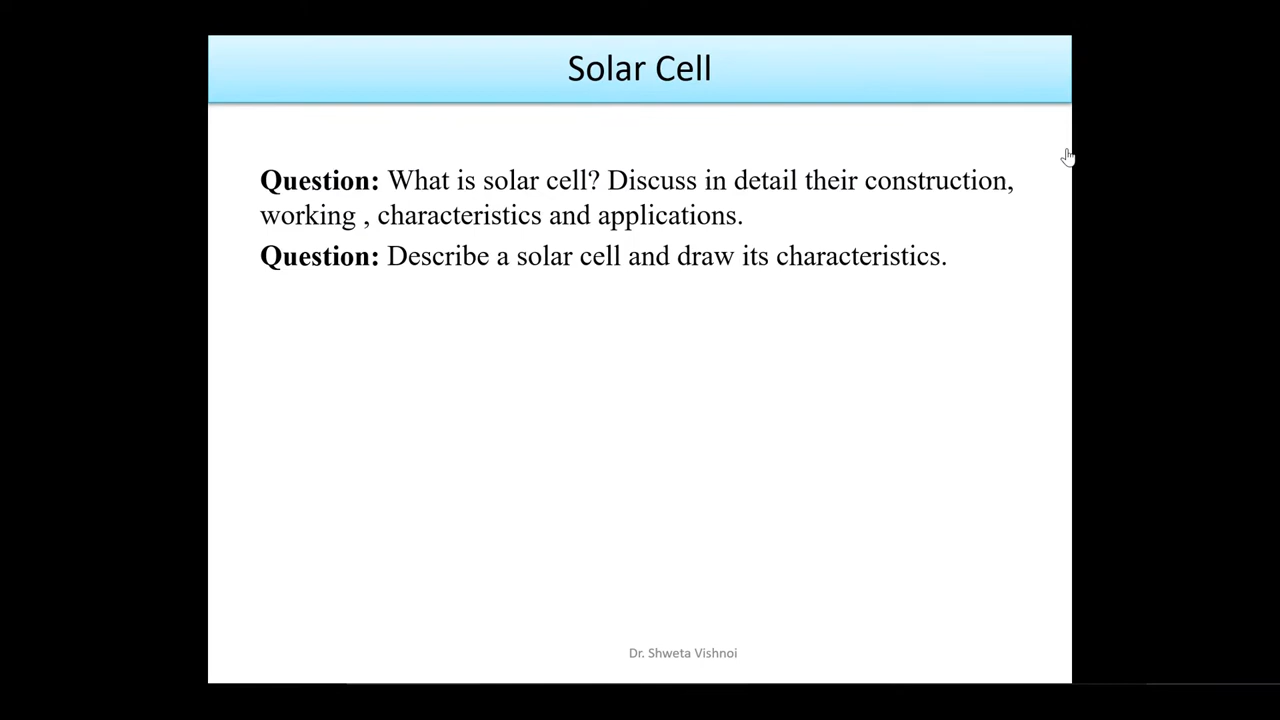 Solar Cell
Question: What is solar cell? Discuss in detail their construction,
working , characteristics and applications.
Question: Describe a solar cell and draw its characteristics.
Dr. Shweta Vishnoi